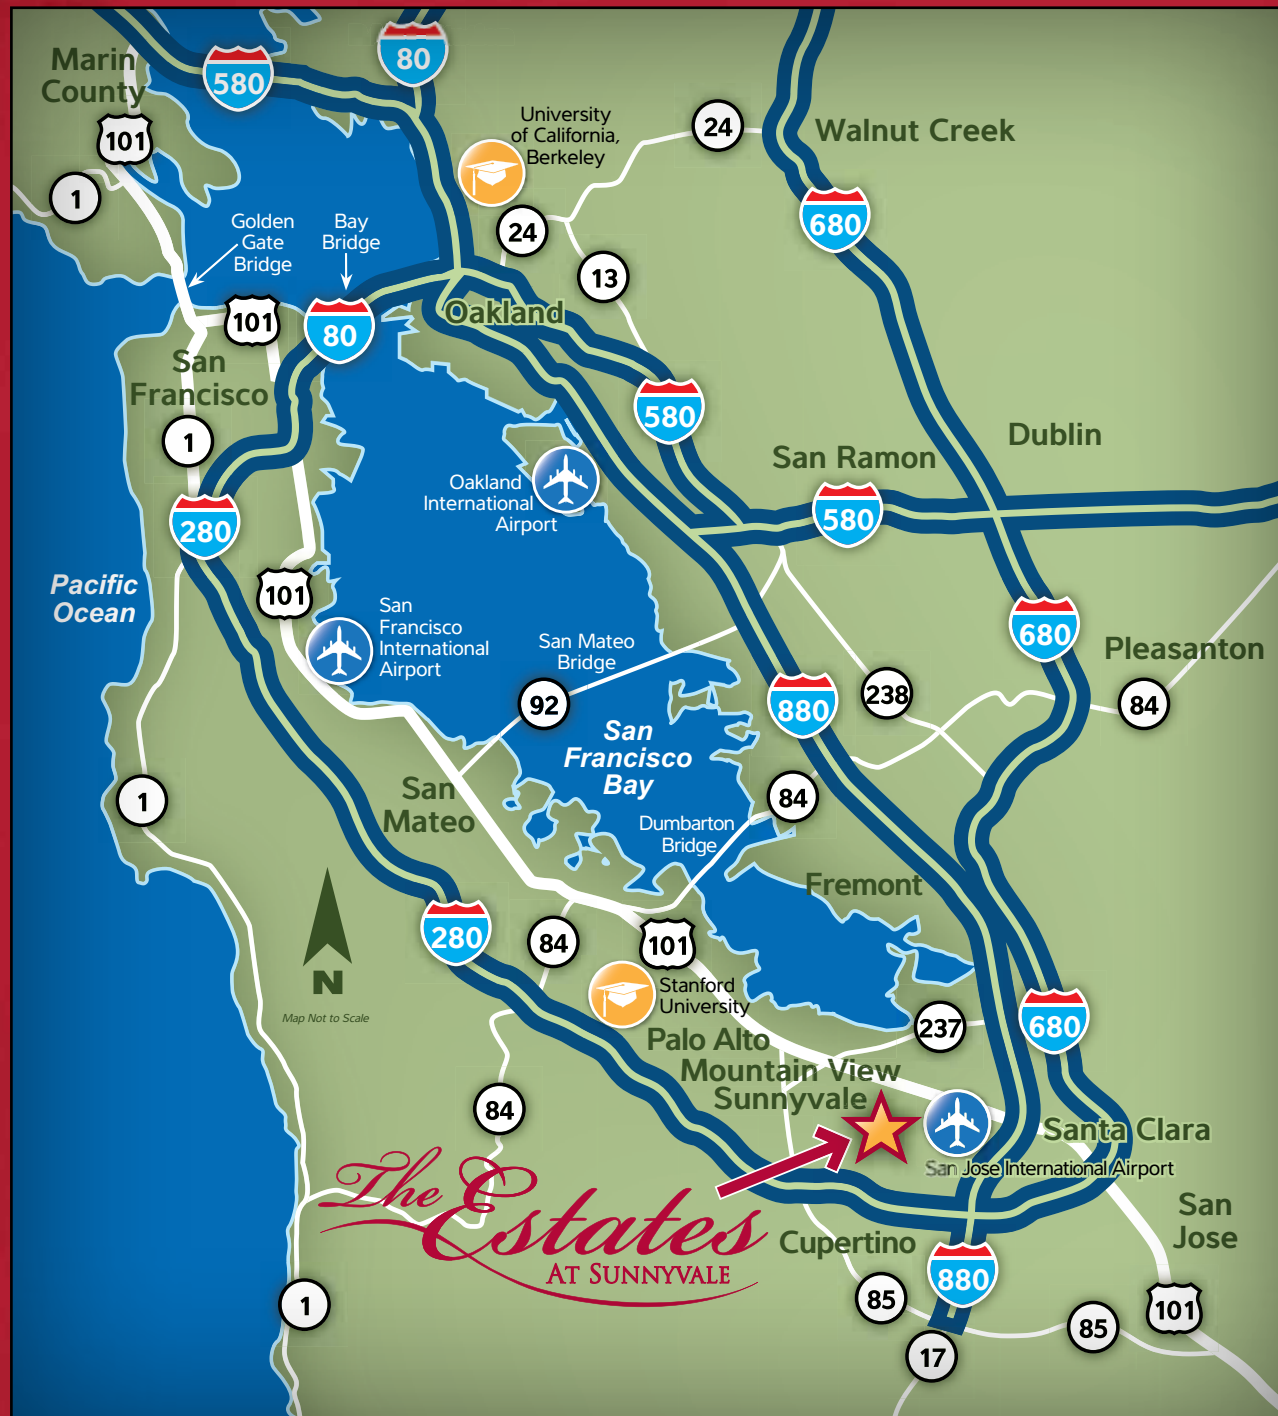 Marin
County
580
80
101
1
University
of California,
Berkeley
24
Walnut Creek
680
Golden
Gate
Bridge
Bay
Bridge
24
13
101
80
Oakland
San
Francisco
1
580
Dublin
San Ramon
580
Oakland
International
Airport
280
Pacific
Ocean
101
San
Francisco
International
Airport
San Mateo
Bridge
92
680
Pleasanton
84
238
880
San
Francisco
Bay
1
San
Mateo
84
Dumbarton
Bridge
Fremont
280
84
101
N
Map Not to Scale
Stanford
University
237
680
Palo Alto
Mountain View
Sunnyvale
84
Santa Clara
San Jose International Airport
The
Estates
AT SUNNYVALE
San
Jose
Cupertino
880
1
85
85
101
17